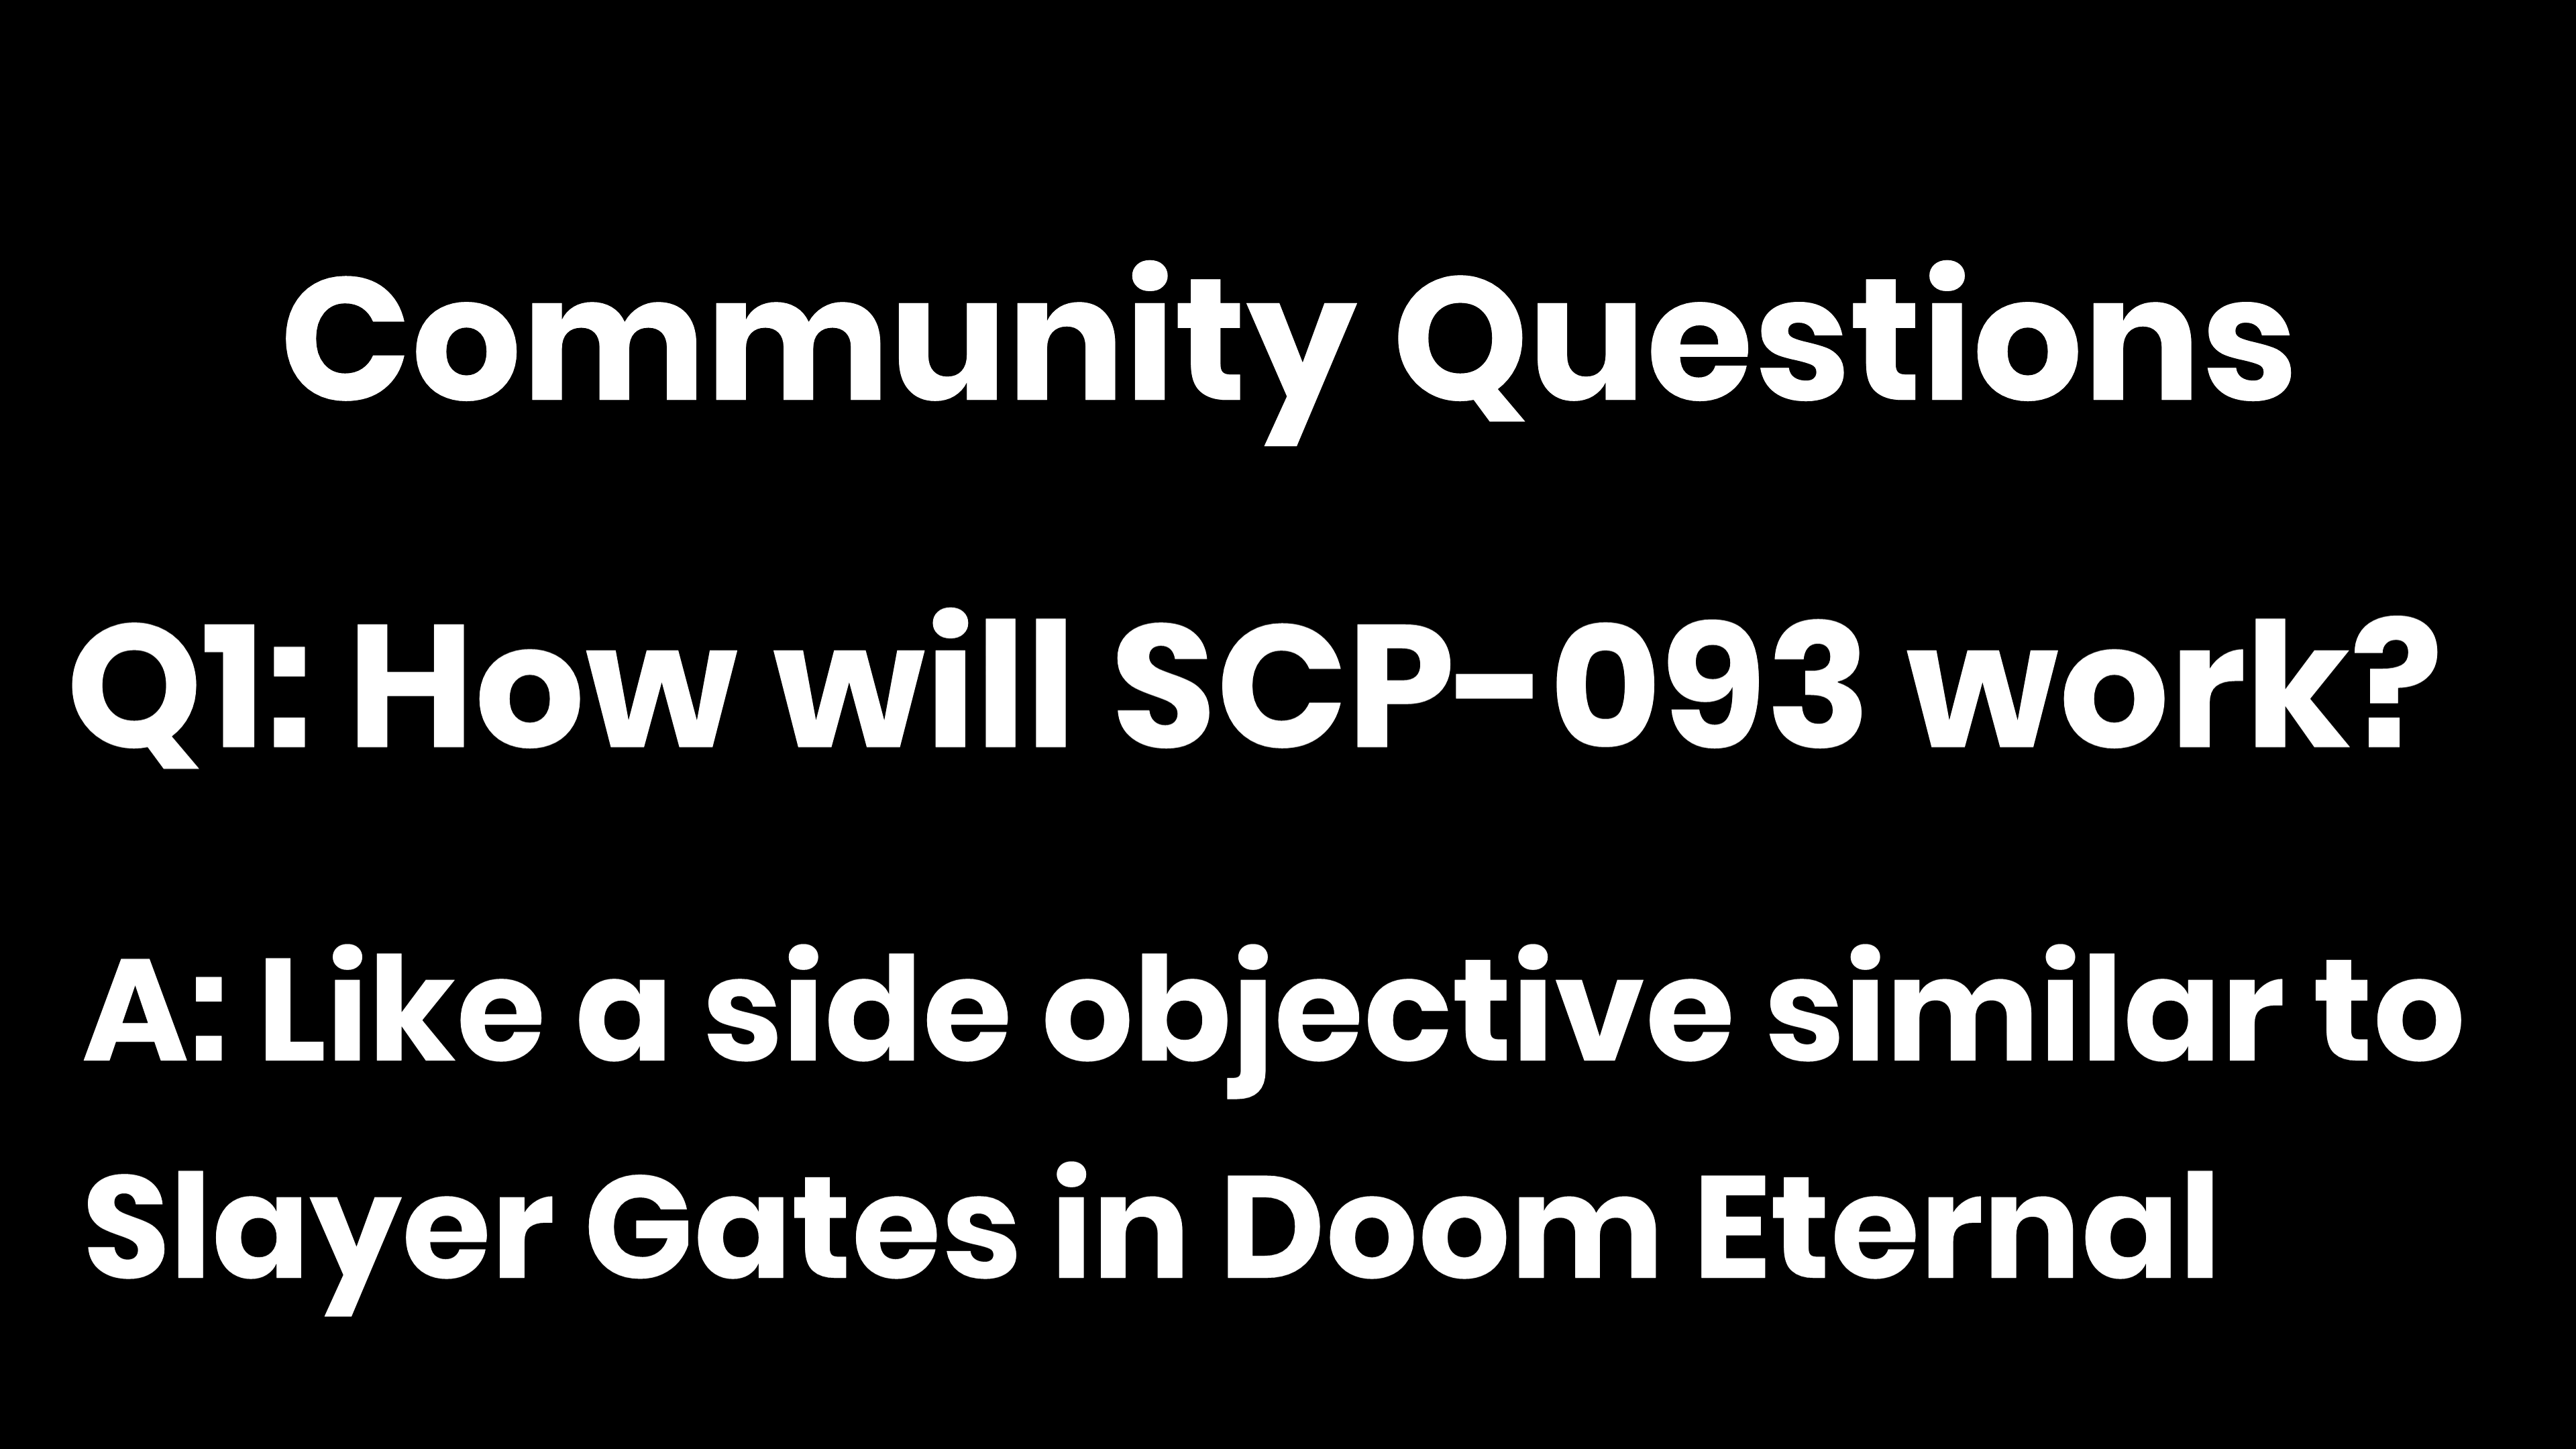 Community Questions
Q1: How will SCP-093 work?
A: Like a side objective similar to
Slayer Gates in Doom Eternal